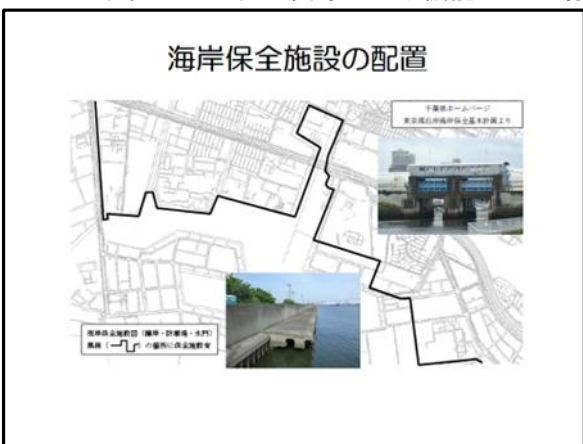 海岸保全施設の配置
千葉県ホームページ
東京湾沿岸海岸保全基本計画より
海岸保全施設図（護岸・防潮堤・水門）
黒線（　）の箇所に保全施設有